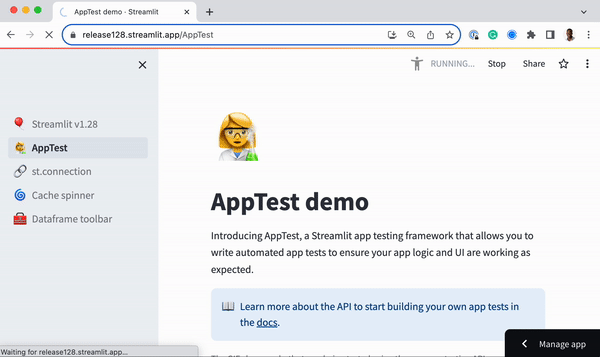 AppTest demo · Streamlit
release128.streamlit.app/AppTest
RUNNING...
Stop
Share
Streamlit v1.28
AppTest
st.connection
Cache spinner
Dataframe toolbar
AppTest demo
Introducing AppTest, a Streamlit app testing framework that allows you to
write automated app tests to ensure your app logic and UI are working as
expected.
Learn more about the API to start building your own app tests in
the docs.
Waiting for release128.streamlit.app...
Manage app